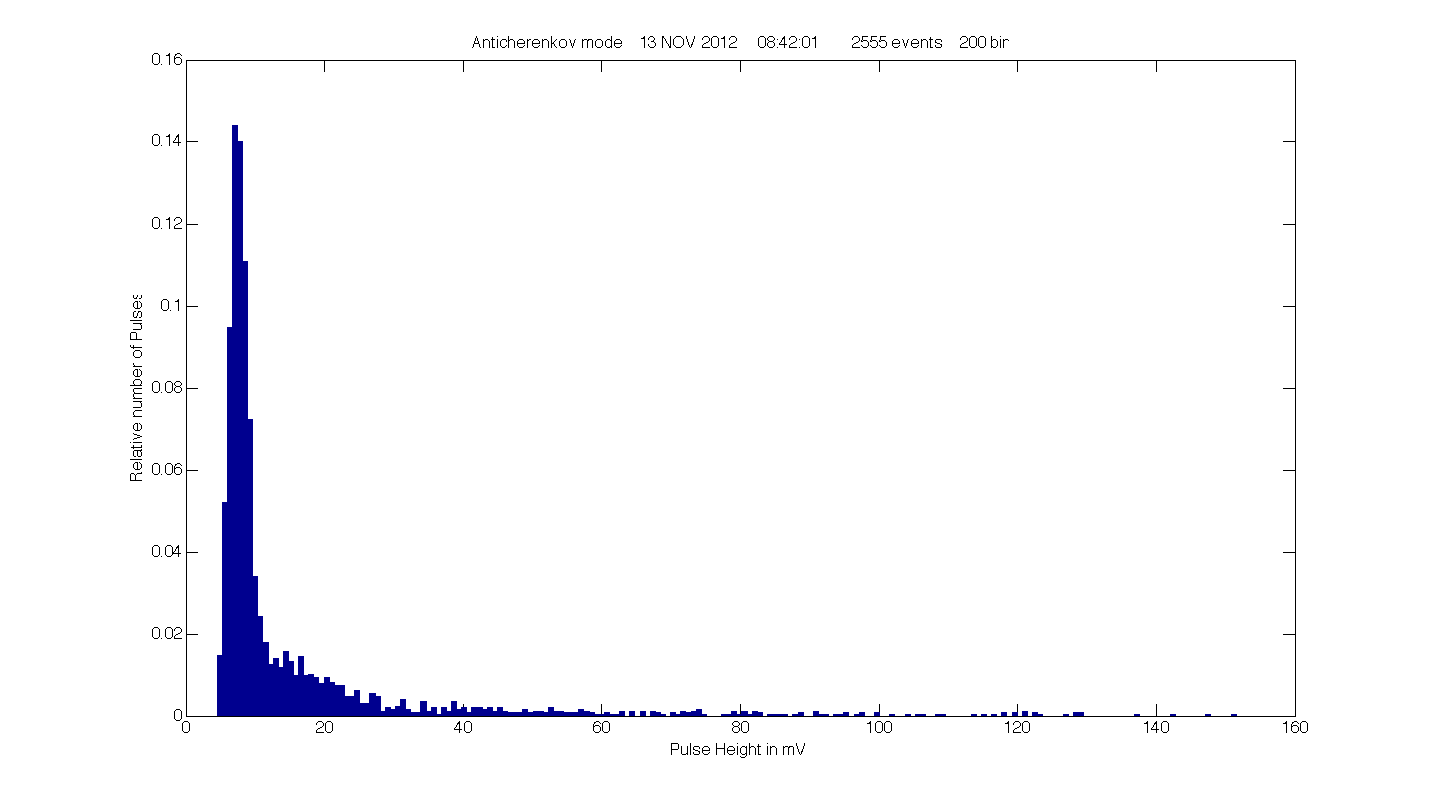 Anticherenkov mode 13 NOV 2012 08:42:01 2555 events 200 bin
0.16
0.14
0.12
0.1
0.08
0.06
0.04
0.02
0
Relative number of Pulses
0 20 40 60 80 100 120 140 160
Pulse Height in mV